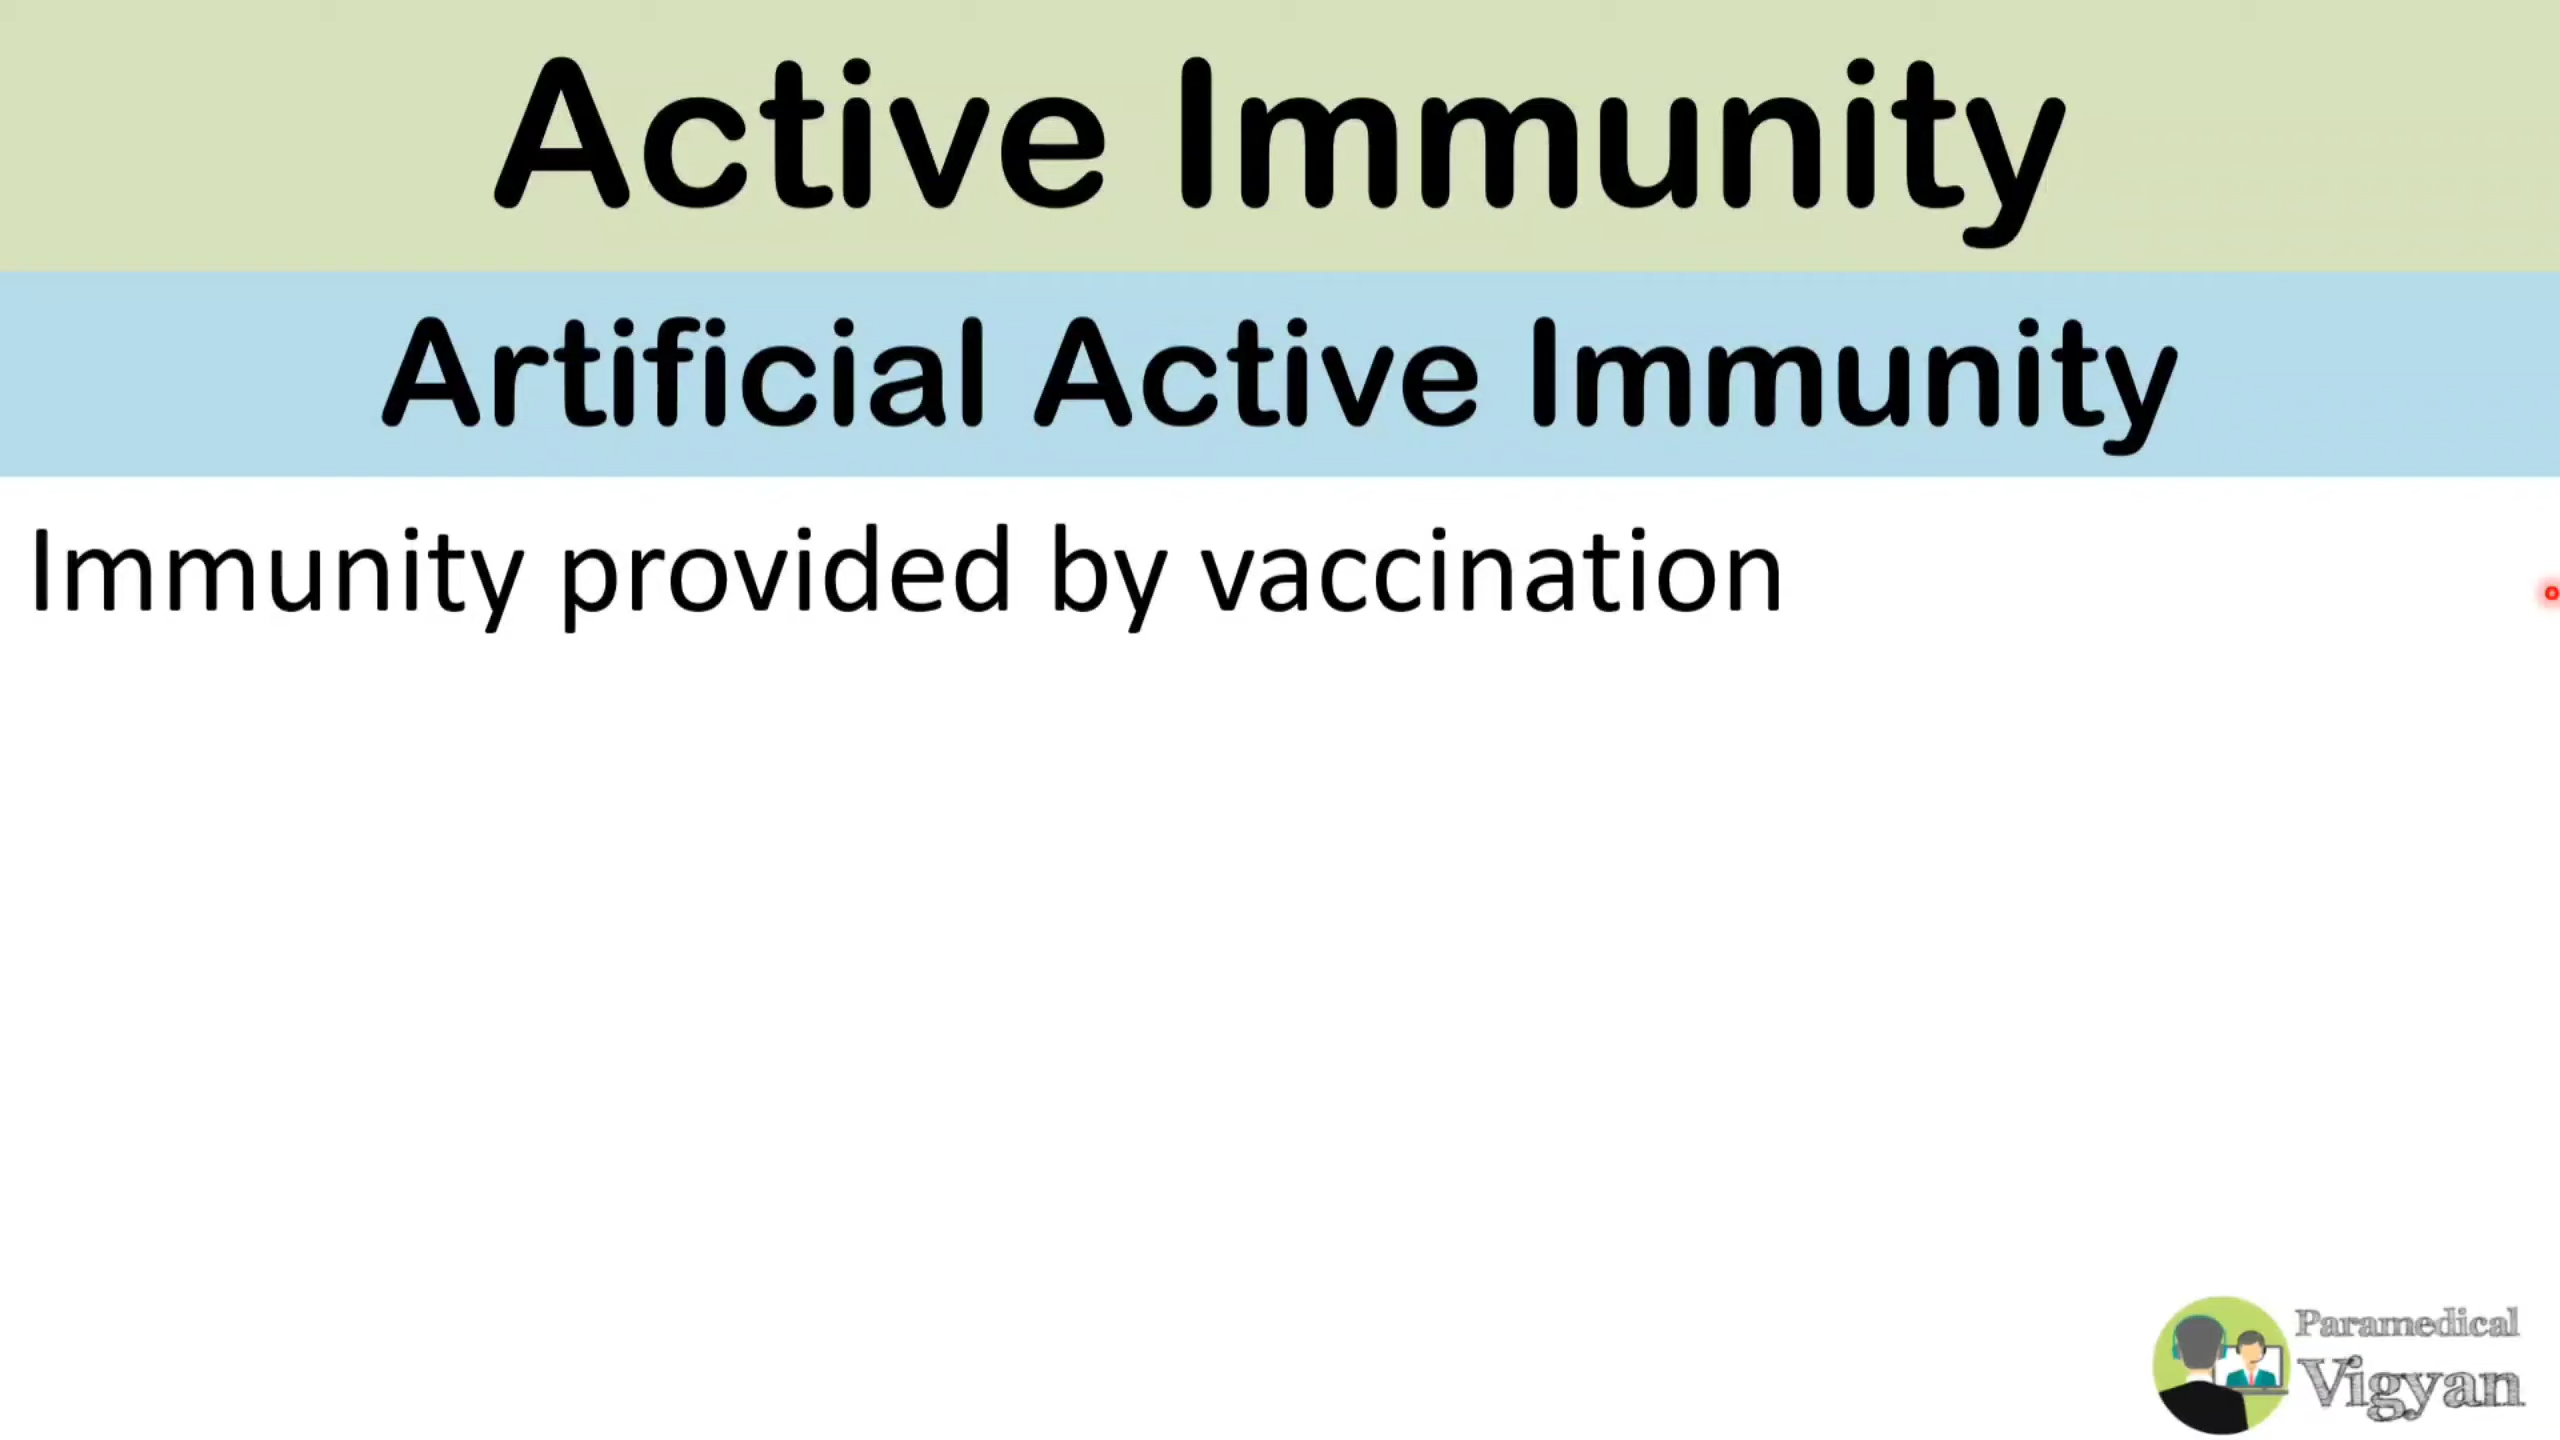 Active Immunity
Artificial Active Immunity
Immunity provided by vaccination
Paramedical
Vigyan